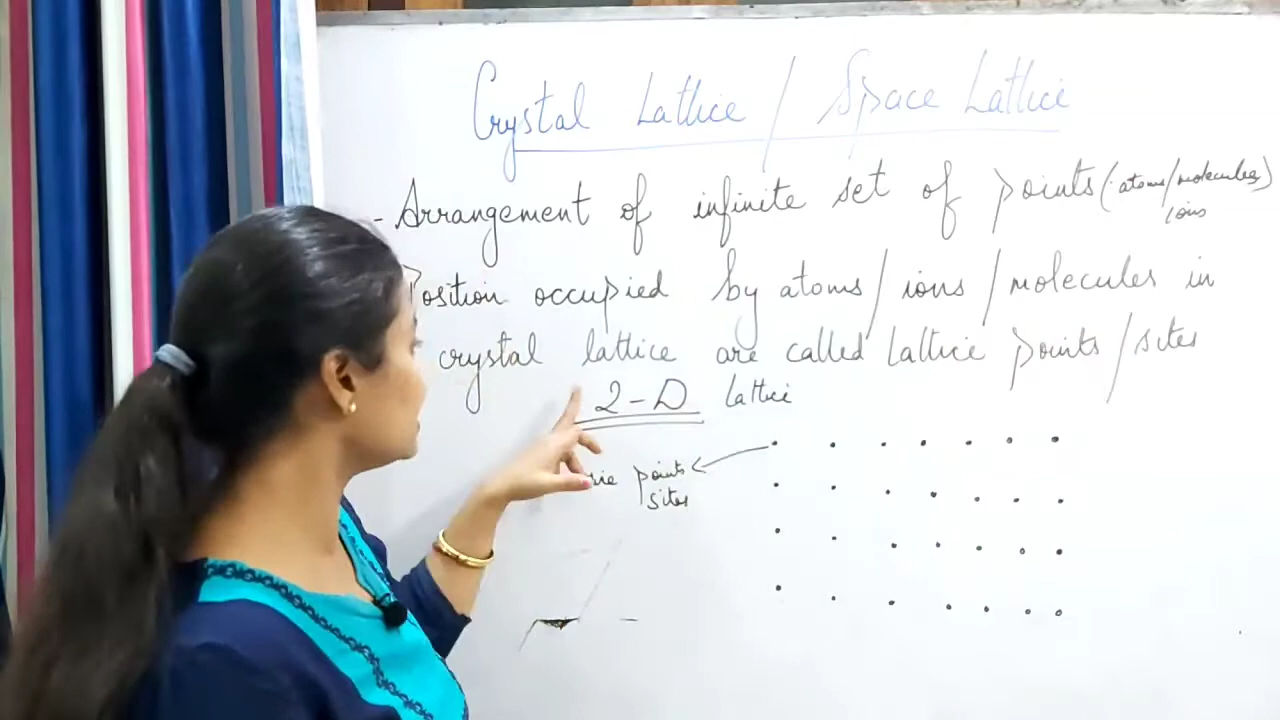 Crystal Lattice / Space Lattice
- Arrangement of infinite set of points (atoms/molecules)
ions
Position occupied by atoms / ions / molecules in
crystal lattice are called lattice points / sites
2-D lattice
points
sites